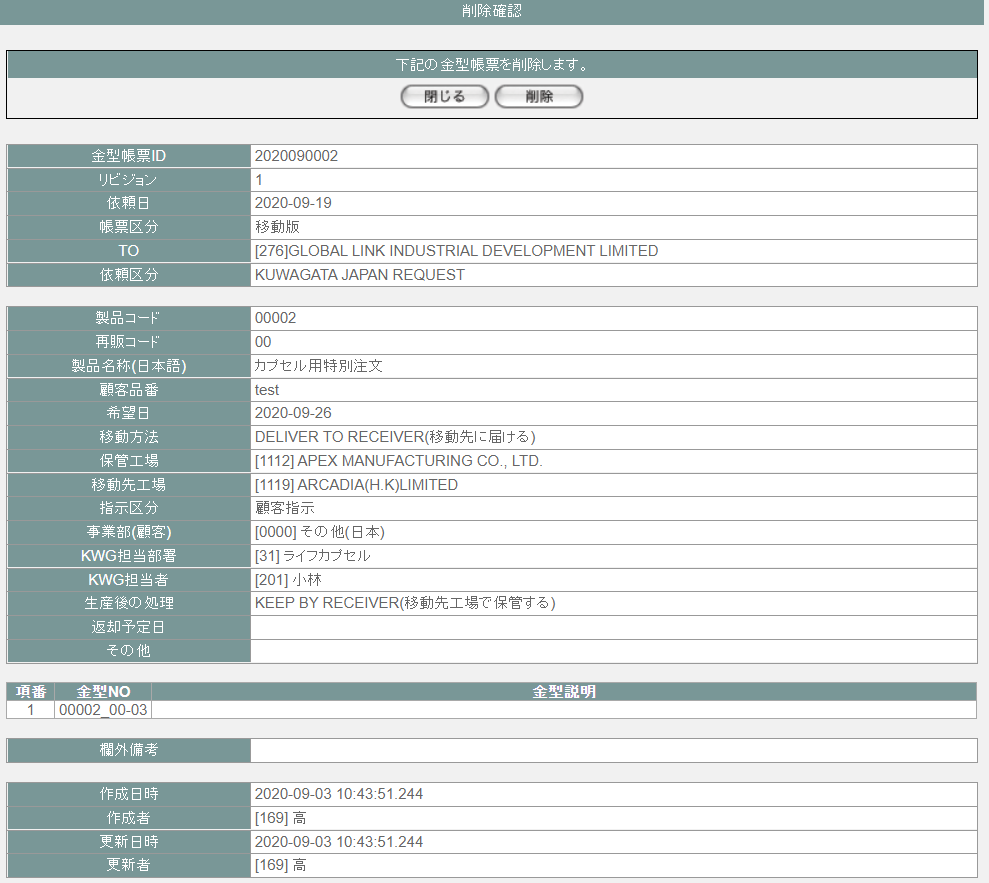 削除確認
下記の金型帳票を削除します。
閉じる 削除
金型帳票ID 2020090002
リビジョン 1
依頼日 2020-09-19
帳票区分 移動版
TO [276]GLOBAL LINK INDUSTRIAL DEVELOPMENT LIMITED
依頼区分 KUWAGATA JAPAN REQUEST
製品コード 00002
再販コード 00
製品名称(日本語) カプセル用特別注文
顧客品番 test
希望日 2020-09-26
移動方法 DELIVER TO RECEIVER(移動先に届ける)
保管工場 [1112] APEX MANUFACTURING CO., LTD.
移動先工場 [1119] ARCADIA(H.K)LIMITED
指示区分 顧客指示
事業部(顧客) [0000] その他(日本)
KWG担当部署 [31] ライフカプセル
KWG担当者 [201] 小林
生産後の処理 KEEP BY RECEIVER(移動先工場で保管する)
返却予定日
その他
項番 金型NO 金型説明
1 00002_00-03
欄外備考
作成日時 2020-09-03 10:43:51.244
作成者 [169] 高
更新日時 2020-09-03 10:43:51.244
更新者 [169] 高